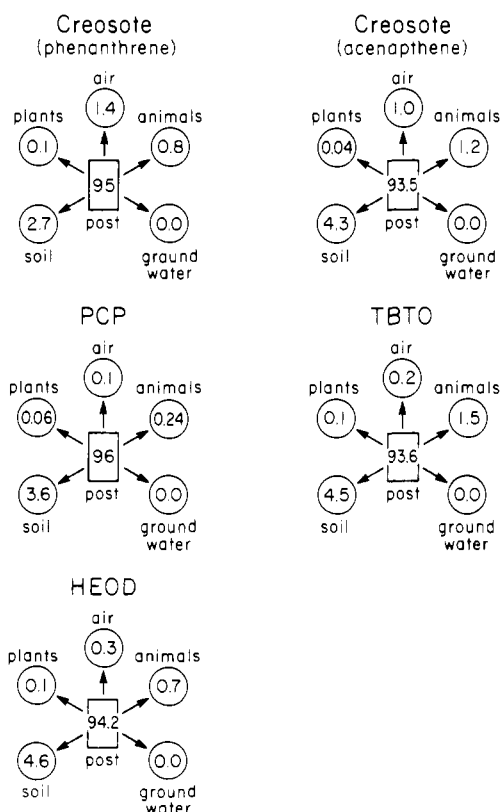 Creosote
(phenanthrene)
air
1.4
plants
animals
0.1
0.8
95
2.7
post
0.0
soil
ground
water
Creosote
(acenapthene)
air
1.0
plants
animals
0.04
1.2
93.5
4.3
post
0.0
soil
ground
water
PCP
air
0.1
plants
animals
0.06
0.24
96
3.6
post
0.0
soil
ground
water
TBTO
air
0.2
plants
animals
0.1
1.5
93.6
4.5
post
0.0
soil
ground
water
HEOD
air
0.3
plants
animals
0.1
0.7
94.2
4.6
post
0.0
soil
ground
water